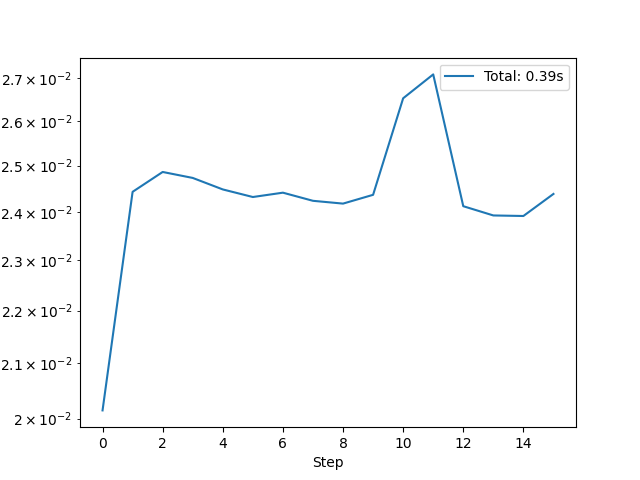 Total: 0.39s
2.7 × 10⁻²
2.6 × 10⁻²
2.5 × 10⁻²
2.4 × 10⁻²
2.3 × 10⁻²
2.2 × 10⁻²
2.1 × 10⁻²
2 × 10⁻²
0 2 4 6 8 10 12 14
Step